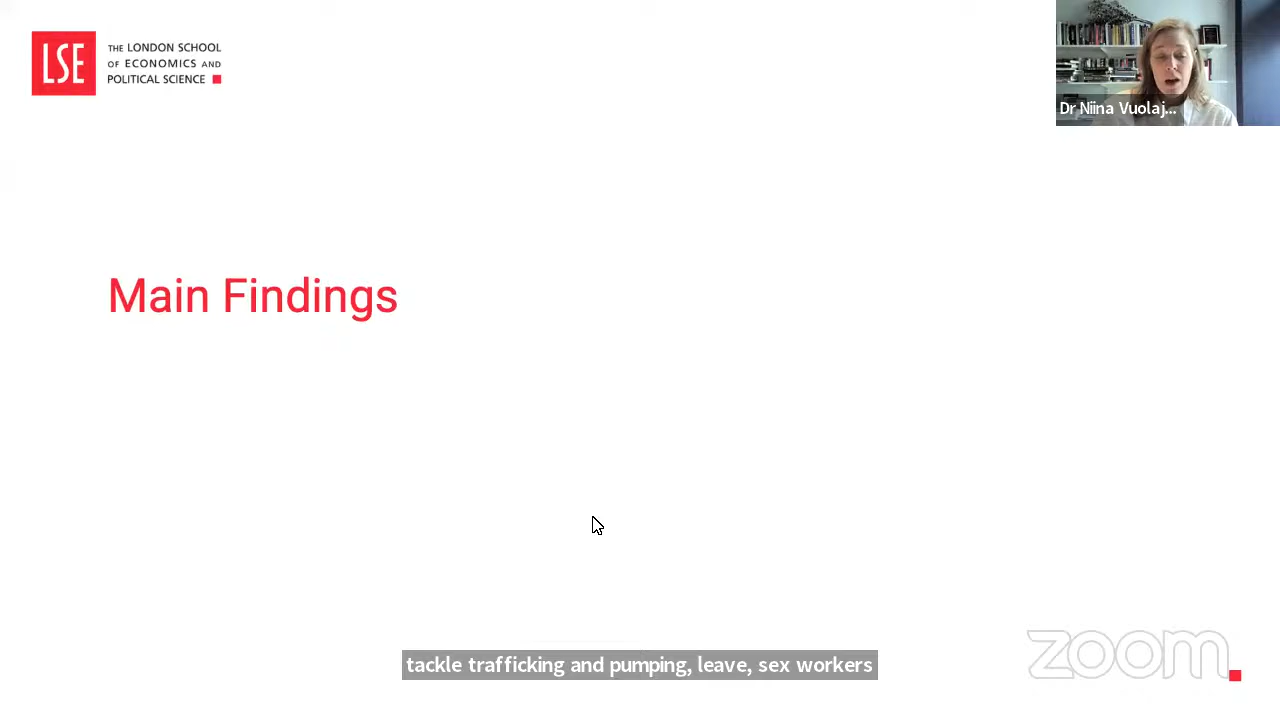 LSE
THE LONDON SCHOOL
OF ECONOMICS AND
POLITICAL SCIENCE
Dr Niina Vuolaj...
Main Findings
tackle trafficking and pumping, leave, sex workers
zoom